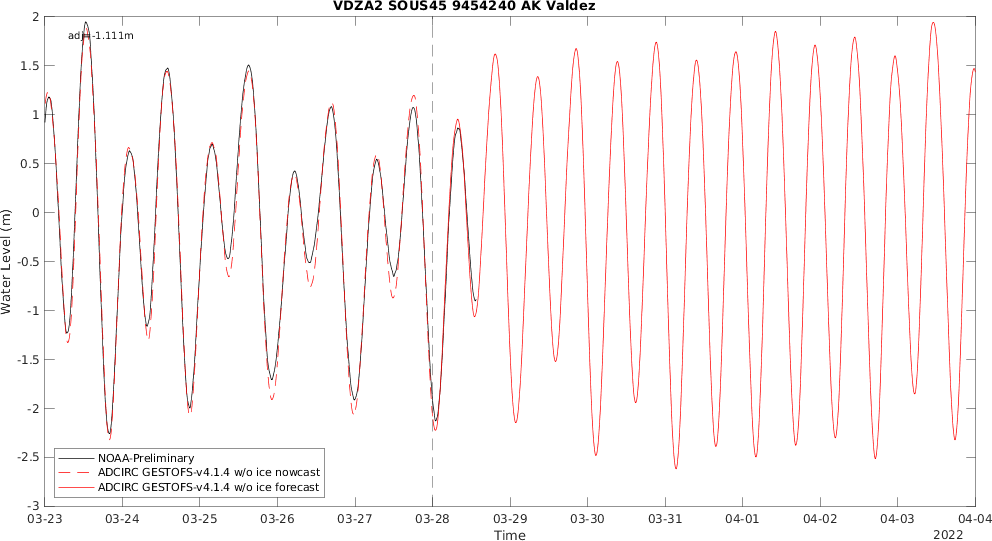 VDZA2 SOUS45 9454240 AK Valdez
adj=-1.111m
Water Level (m)
2
1.5
1
0.5
0
-0.5
-1
-1.5
-2
-2.5
-3
NOAA-Preliminary
ADCIRC GESTOFS-v4.1.4 w/o ice nowcast
ADCIRC GESTOFS-v4.1.4 w/o ice forecast
03-23 03-24 03-25 03-26 03-27 03-28 03-29 03-30 03-31 04-01 04-02 04-03 04-04
Time
2022